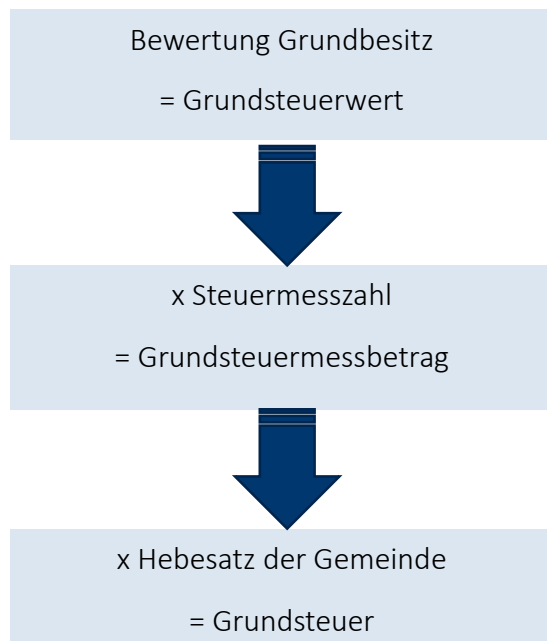 Bewertung Grundbesitz
= Grundsteuerwert
x Steuermesszahl
= Grundsteuermessbetrag
x Hebesatz der Gemeinde
= Grundsteuer